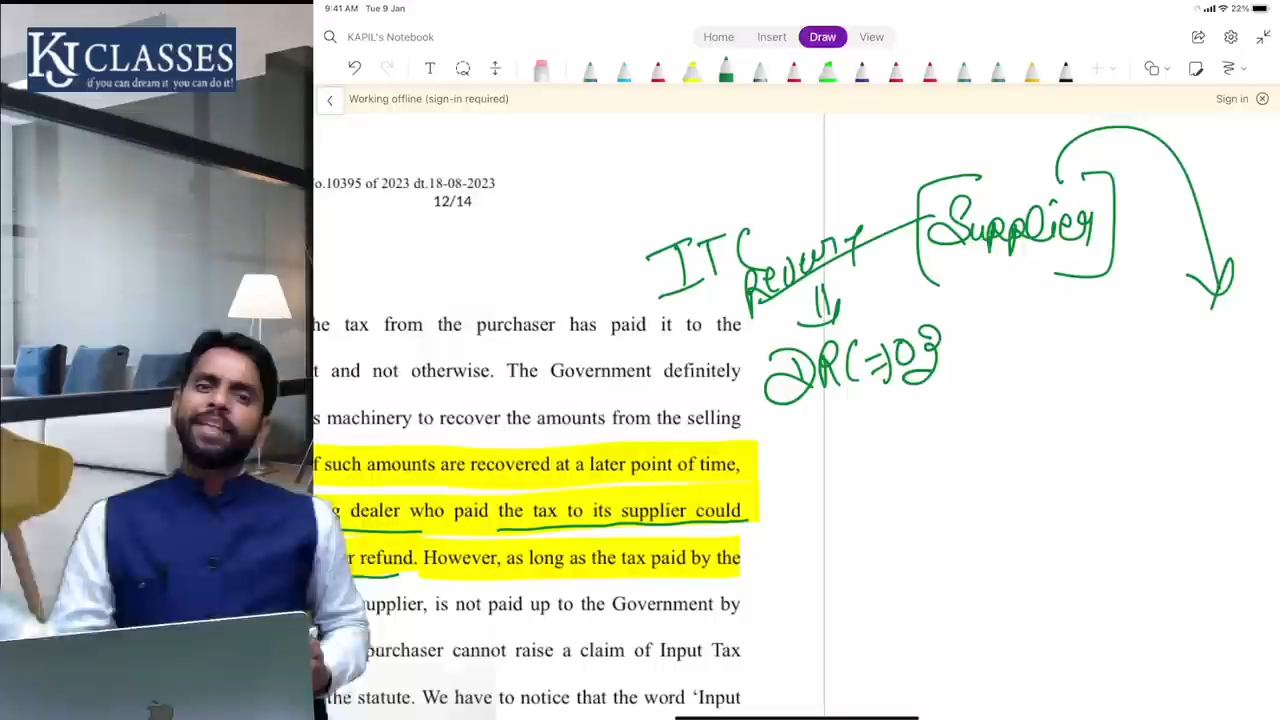 KJ CLASSES
if you can dream it you can do it!
9:41 AM Tue 9 Jan
22%
KAPIL's Notebook
Home Insert Draw View
T
Working offline (sign-in required)
Sign in
o.10395 of 2023 dt.18-08-2023
12/14
he tax from the purchaser has paid it to the
t and not otherwise. The Government definitely
s machinery to recover the amounts from the selling
f such amounts are recovered at a later point of time,
g dealer who paid the tax to its supplier could
r refund. However, as long as the tax paid by the
upplier, is not paid up to the Government by
purchaser cannot raise a claim of Input Tax
the statute. We have to notice that the word ‘Input
Supplier
ITC
DRC => 03